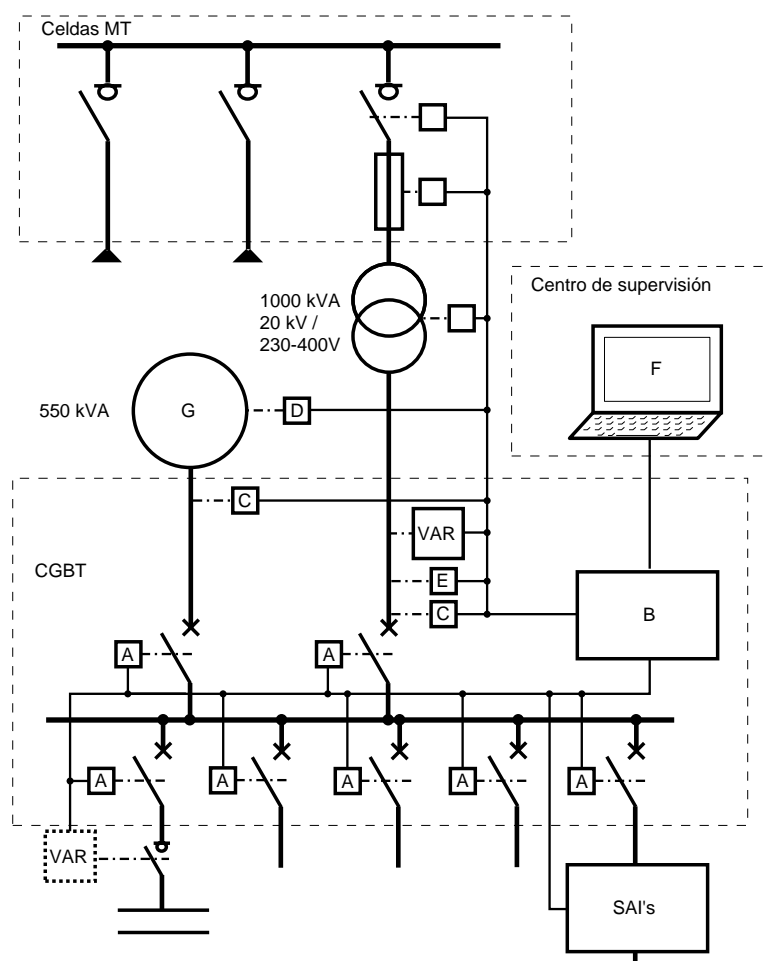 Celdas MT
1000 kVA
20 kV /
230-400V
Centro de supervisión
F
550 kVA
G
D
C
VAR
CGBT
E
C
B
A
A
A
A
A
A
A
VAR
SAI's